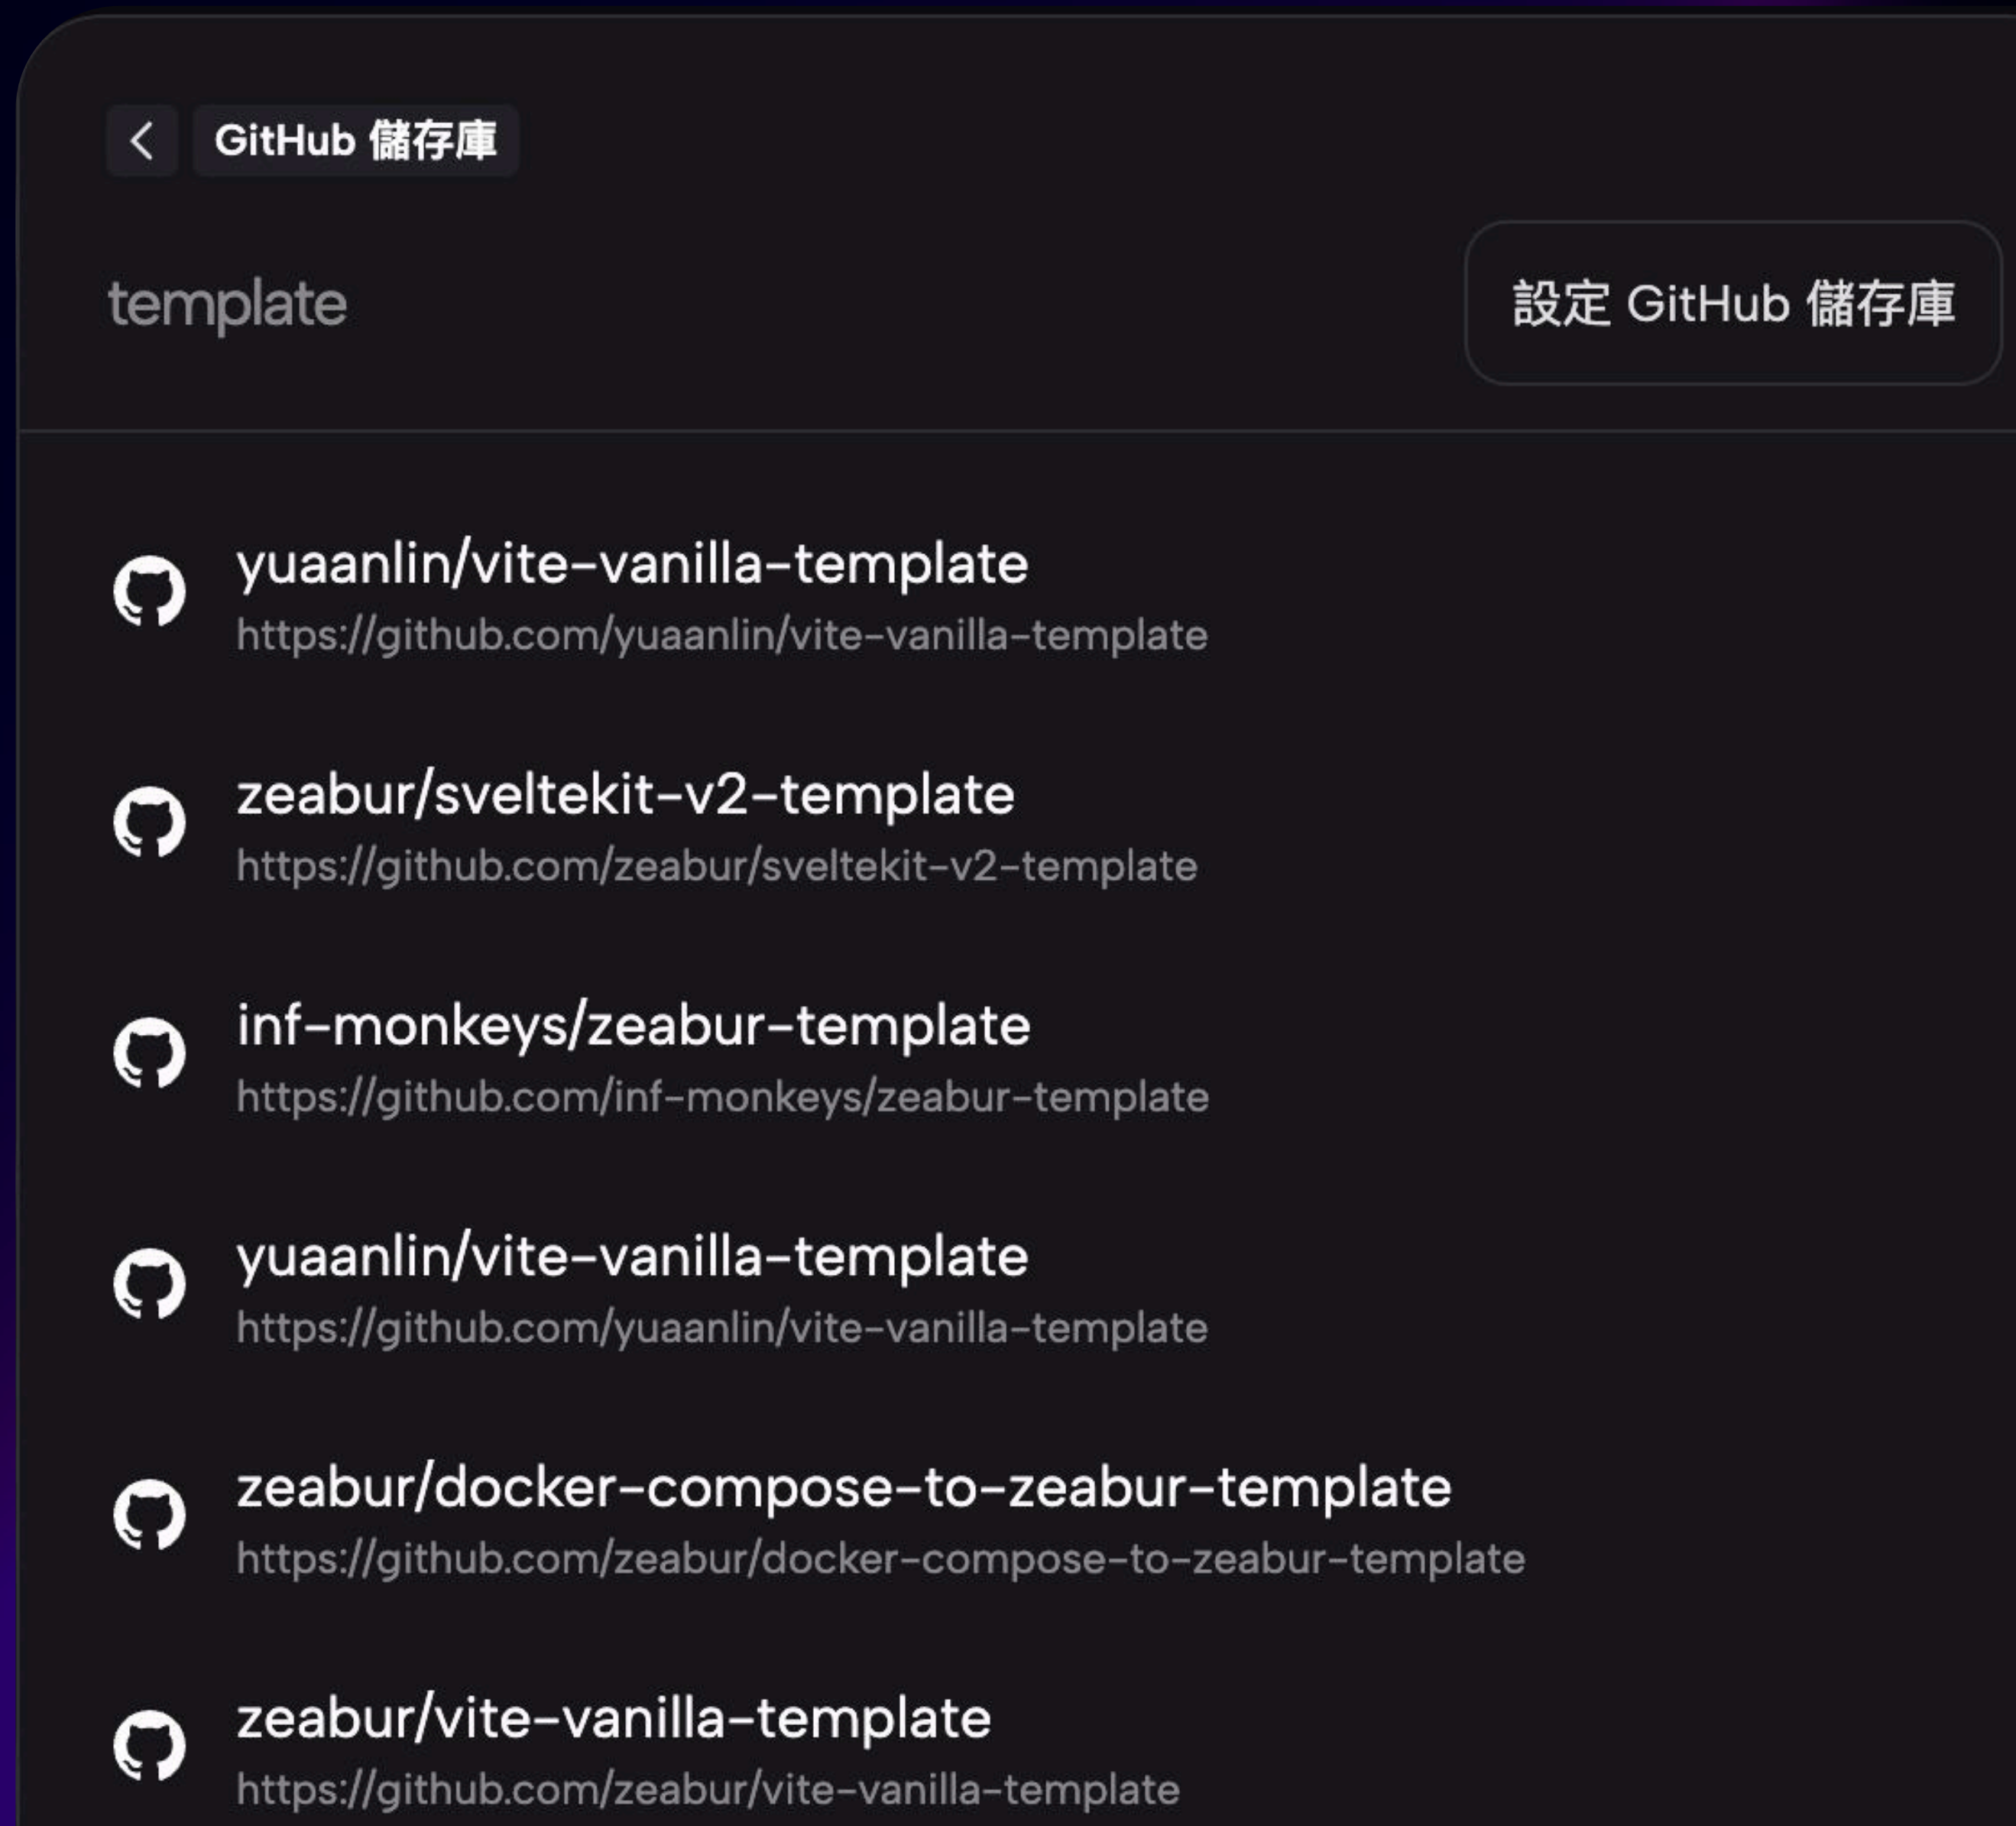 GitHub 儲存庫
template
設定 GitHub 儲存庫
yuaanlin/vite-vanilla-template
https://github.com/yuaanlin/vite-vanilla-template
zeabur/sveltekit-v2-template
https://github.com/zeabur/sveltekit-v2-template
inf-monkeys/zeabur-template
https://github.com/inf-monkeys/zeabur-template
yuaanlin/vite-vanilla-template
https://github.com/yuaanlin/vite-vanilla-template
zeabur/docker-compose-to-zeabur-template
https://github.com/zeabur/docker-compose-to-zeabur-template
zeabur/vite-vanilla-template
https://github.com/zeabur/vite-vanilla-template